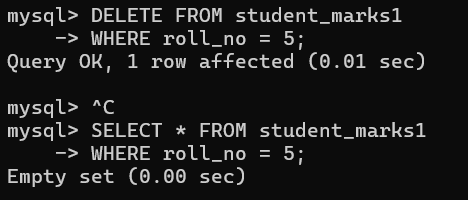 mysql> DELETE FROM student_marks1
    -> WHERE roll_no = 5;
Query OK, 1 row affected (0.01 sec)
mysql> ^C
mysql> SELECT * FROM student_marks1
    -> WHERE roll_no = 5;
Empty set (0.00 sec)